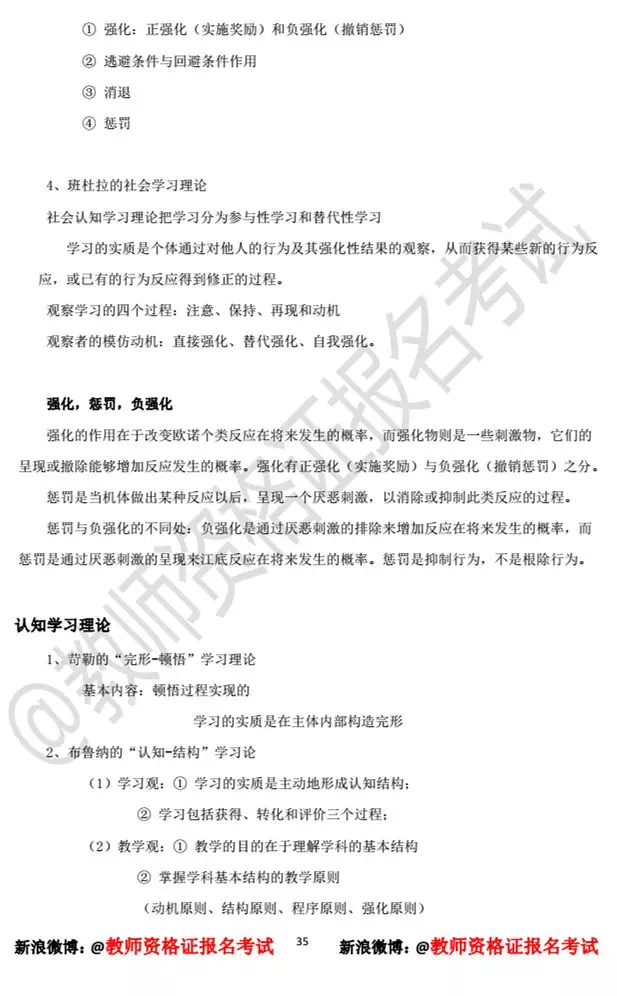 ① 强化：正强化（实施奖励）和负强化（撤销惩罚）
② 逃避条件与回避条件作用
③ 消退
④ 惩罚
4、班杜拉的社会学习理论
社会认知学习理论把学习分为参与性学习和替代性学习
学习的实质是个体通过对他人的行为及其强化性结果的观察，从而获得某些新的行为反
应，或已有的行为反应得到修正的过程。
观察学习的四个过程：注意、保持、再现和动机
观察者的模仿动机：直接强化、替代强化、自我强化。
强化，惩罚，负强化
强化的作用在于改变欧诺个类反应在将来发生的概率，而强化物则是一些刺激物，它们的
呈现或撤除能够增加反应发生的概率。强化有正强化（实施奖励）与负强化（撤销惩罚）之分。
惩罚是当机体做出某种反应以后，呈现一个厌恶刺激，以消除或抑制此类反应的过程。
惩罚与负强化的不同处：负强化是通过厌恶刺激的排除来增加反应在将来发生的概率，而
惩罚是通过厌恶刺激的呈现来江底反应在将来发生的概率。惩罚是抑制行为，不是根除行为。
认知学习理论
1、苛勒的“完形-顿悟”学习理论
基本内容：顿悟过程实现的
学习的实质是在主体内部构造完形
2、布鲁纳的“认知-结构”学习论
（1）学习观：① 学习的实质是主动地形成认知结构；
② 学习包括获得、转化和评价三个过程；
（2）教学观：① 教学的目的在于理解学科的基本结构
② 掌握学科基本结构的教学原则
（动机原则、结构原则、程序原则、强化原则）
新浪微博：@教师资格证报名考试 35 新浪微博：@教师资格证报名考试
@教师资格证报名考试